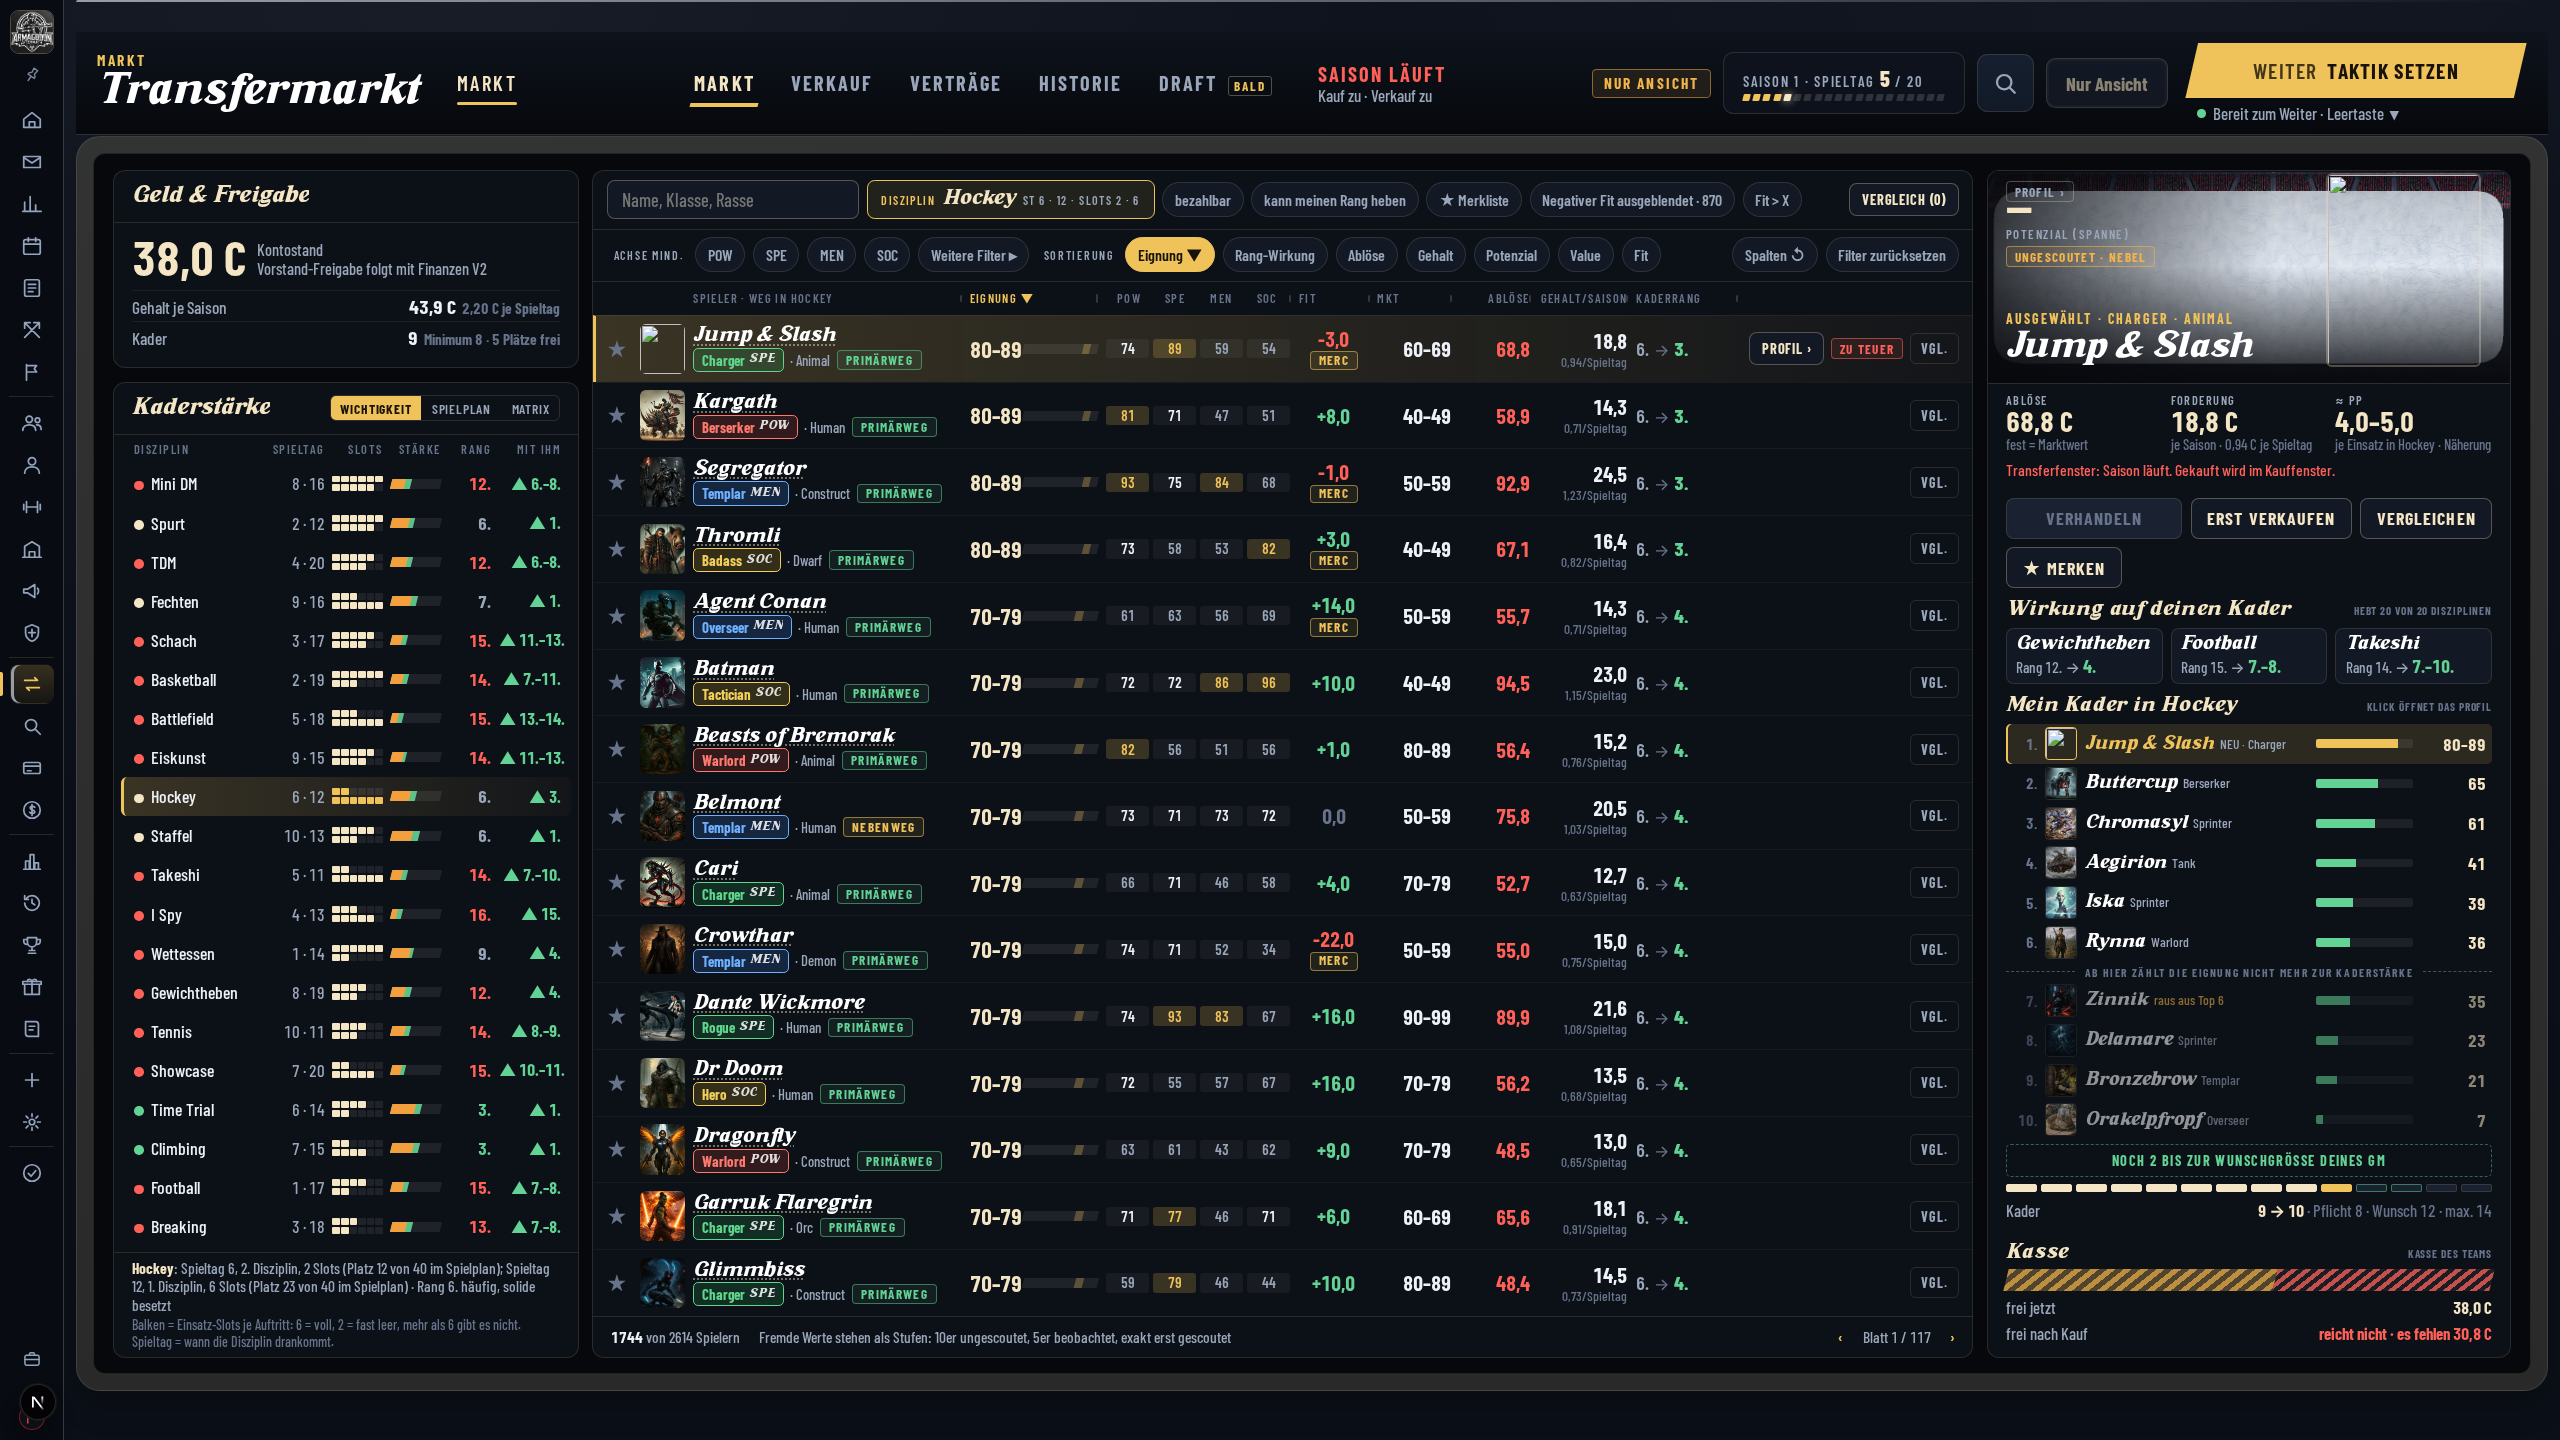 MARKT
Transfermarkt
MARKT
MARKT VERKAUF VERTRÄGE HISTORIE DRAFT BALD
SAISON LÄUFT
Kauf zu · Verkauf zu
NUR ANSICHT
SAISON 1 · SPIELTAG 5 / 20
Nur Ansicht
WEITER TAKTIK SETZEN
Bereit zum Weiter · Leertaste ▼
Geld & Freigabe
38,0 C
Kontostand
Vorstand-Freigabe folgt mit Finanzen V2
Gehalt je Saison 43,9 C 2,20 C je Spieltag
Kader 9 Minimum 8 · 5 Plätze frei
Kaderstärke
WICHTIGKEIT SPIELPLAN MATRIX
DISZIPLIN SPIELTAG SLOTS STÄRKE RANG MIT IHM
Mini DM 8 · 16 12. ▲ 6.-8.
Spurt 2 · 12 6. ▲ 1.
TDM 4 · 20 12. ▲ 6.-8.
Fechten 9 · 16 7. ▲ 1.
Schach 3 · 17 15. ▲ 11.-13.
Basketball 2 · 19 14. ▲ 7.-11.
Battlefield 5 · 18 15. ▲ 13.-14.
Eiskunst 9 · 15 14. ▲ 11.-13.
Hockey 6 · 12 6. ▲ 3.
Staffel 10 · 13 6. ▲ 1.
Takeshi 5 · 11 14. ▲ 7.-10.
I Spy 4 · 13 16. ▲ 15.
Wettessen 1 · 14 9. ▲ 4.
Gewichtheben 8 · 19 12. ▲ 4.
Tennis 10 · 11 14. ▲ 8.-9.
Showcase 7 · 20 15. ▲ 10.-11.
Time Trial 6 · 14 3. ▲ 1.
Climbing 7 · 15 3. ▲ 1.
Football 1 · 17 15. ▲ 7.-8.
Breaking 3 · 18 13. ▲ 7.-8.
Hockey: Spieltag 6, 2. Disziplin, 2 Slots (Platz 12 von 40 im Spielplan); Spieltag
12, 1. Disziplin, 6 Slots (Platz 23 von 40 im Spielplan) · Rang 6. häufig, solide
besetzt
Balken = Einsatz-Slots je Auftritt: 6 = voll, 2 = fast leer, mehr als 6 gibt es nicht.
Spieltag = wann die Disziplin drankommt.
Name, Klasse, Rasse
DISZIPLIN Hockey ST 6 · 12 · SLOTS 2 · 6
bezahlbar
kann meinen Rang heben
★ Merkliste
Negativer Fit ausgeblendet · 870
Fit > X
VERGLEICH (0)
ACHSE MIND. POW SPE MEN SOC Weitere Filter ▸ SORTIERUNG Eignung ▼ Rang-Wirkung Ablöse Gehalt Potenzial Value Fit Spalten ↺ Filter zurücksetzen
SPIELER · WEG IN HOCKEY EIGNUNG ▼ POW SPE MEN SOC FIT MKT ABLÖSE GEHALT/SAISON KADERRANG
Jump & Slash
Charger SPE · Animal PRIMÄRWEG
80–89 74 89 59 54 -3,0 MERC 60–69 68,8 18,8 0,94/Spieltag 6. → 3. PROFIL › ZU TEUER VGL.
Kargath
Berserker POW · Human PRIMÄRWEG
80–89 81 71 47 51 +8,0 40–49 58,9 14,3 0,71/Spieltag 6. → 3. VGL.
Segregator
Templar MEN · Construct PRIMÄRWEG
80–89 93 75 84 68 -1,0 MERC 50–59 92,9 24,5 1,23/Spieltag 6. → 3. VGL.
Thromli
Badass SOC · Dwarf PRIMÄRWEG
80–89 73 58 53 82 +3,0 MERC 40–49 67,1 16,4 0,82/Spieltag 6. → 3. VGL.
Agent Conan
Overseer MEN · Human PRIMÄRWEG
70–79 61 63 56 69 +14,0 MERC 50–59 55,7 14,3 0,71/Spieltag 6. → 4. VGL.
Batman
Tactician SOC · Human PRIMÄRWEG
70–79 72 72 86 96 +10,0 40–49 94,5 23,0 1,15/Spieltag 6. → 4. VGL.
Beasts of Bremorak
Warlord POW · Animal PRIMÄRWEG
70–79 82 56 51 56 +1,0 80–89 56,4 15,2 0,76/Spieltag 6. → 4. VGL.
Belmont
Templar MEN · Human NEBENWEG
70–79 73 71 73 72 0,0 50–59 75,8 20,5 1,03/Spieltag 6. → 4. VGL.
Cari
Charger SPE · Animal PRIMÄRWEG
70–79 66 71 46 58 +4,0 70–79 52,7 12,7 0,63/Spieltag 6. → 4. VGL.
Crowthar
Templar MEN · Demon PRIMÄRWEG
70–79 74 71 52 34 -22,0 MERC 50–59 55,0 15,0 0,75/Spieltag 6. → 4. VGL.
Dante Wickmore
Rogue SPE · Human PRIMÄRWEG
70–79 74 93 83 67 +16,0 90–99 89,9 21,6 1,08/Spieltag 6. → 4. VGL.
Dr Doom
Hero SOC · Human PRIMÄRWEG
70–79 72 55 57 67 +16,0 70–79 56,2 13,5 0,68/Spieltag 6. → 4. VGL.
Dragonfly
Warlord POW · Construct PRIMÄRWEG
70–79 63 61 43 62 +9,0 70–79 48,5 13,0 0,65/Spieltag 6. → 4. VGL.
Garruk Flaregrin
Charger SPE · Orc PRIMÄRWEG
70–79 71 77 46 71 +6,0 60–69 65,6 18,1 0,91/Spieltag 6. → 4. VGL.
Glimmbiss
Charger SPE · Construct PRIMÄRWEG
70–79 59 79 46 44 +10,0 80–89 48,4 14,5 0,73/Spieltag 6. → 4. VGL.
1744 von 2614 Spielern Fremde Werte stehen als Stufen: 10er ungescoutet, 5er beobachtet, exakt erst gescoutet ‹ Blatt 1 / 117 ›
PROFIL ›
POTENZIAL (SPANNE)
UNGESCOUTET · NEBEL
AUSGEWÄHLT · CHARGER · ANIMAL
Jump & Slash
ABLÖSE FORDERUNG ≈ PP
68,8 C 18,8 C 4,0–5,0
fest = Marktwert je Saison · 0,94 C je Spieltag je Einsatz in Hockey · Näherung
Transferfenster: Saison läuft. Gekauft wird im Kauffenster.
VERHANDELN ERST VERKAUFEN VERGLEICHEN
★ MERKEN
Wirkung auf deinen Kader HEBT 20 VON 20 DISZIPLINEN
Gewichtheben Football Takeshi
Rang 12. → 4. Rang 15. → 7.-8. Rang 14. → 7.-10.
Mein Kader in Hockey KLICK ÖFFNET DAS PROFIL
1. Jump & Slash NEU · Charger 80–89
2. Buttercup Berserker 65
3. Chromasyl Sprinter 61
4. Aegirion Tank 41
5. Iska Sprinter 39
6. Rynna Warlord 36
AB HIER ZÄHLT DIE EIGNUNG NICHT MEHR ZUR KADERSTÄRKE
7. Zinnik raus aus Top 6 35
8. Delamare Sprinter 23
9. Bronzebrow Templar 21
10. Orakelpfropf Overseer 7
NOCH 2 BIS ZUR WUNSCHGRÖSSE DEINES GM
Kader 9 → 10 · Pflicht 8 · Wunsch 12 · max. 14
Kasse KASSE DES TEAMS
frei jetzt 38,0 C
frei nach Kauf reicht nicht · es fehlen 30,8 C
N